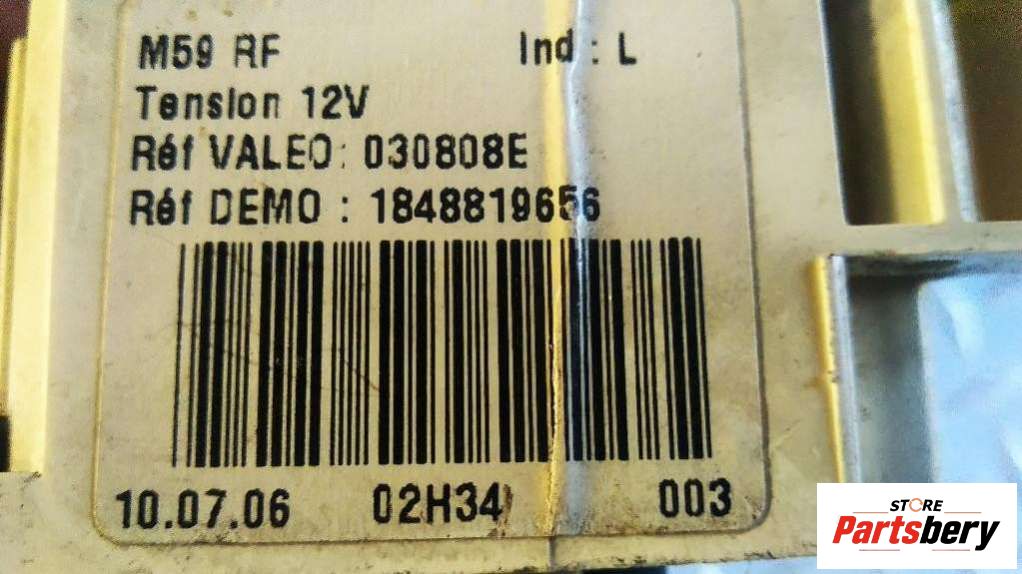 M59 RF Ind : L
Tension 12V
Réf VALEO: 030808E
Réf DEMO : 1848819656
10.07.06 02H34 003
STORE
Partsbery